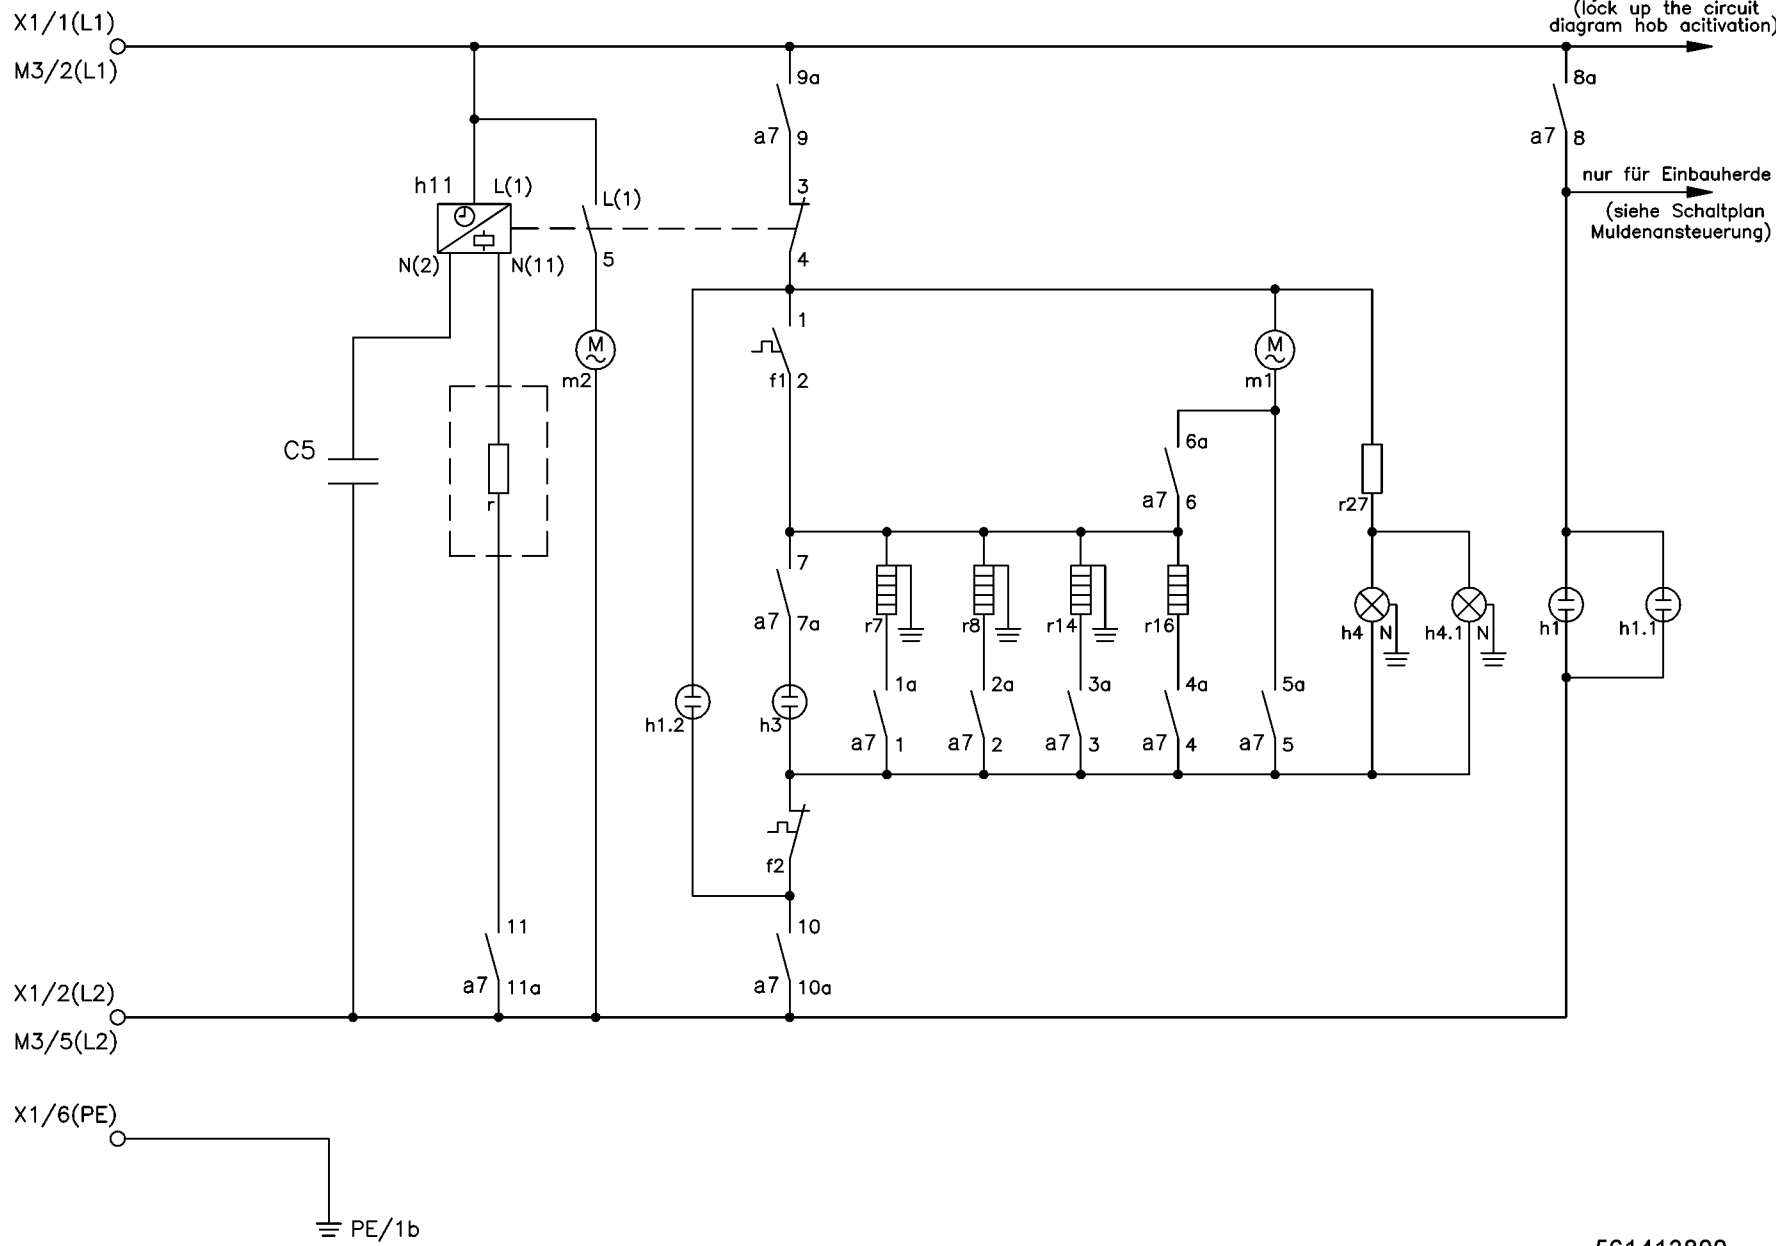 (lock up the circuit
diagram hob acitivation)
X1/1(L1)
M3/2(L1)
9a
a7 9
8a
a7 8
nur für Einbauherde
(siehe Schaltplan
Muldenansteuerung)
h11 L(1)
L(1)
3
N(2) N(11)
5
4
1
M
m2
f1 2
M
m1
C5
r
6a
a7 6
r27
7
a7 7a
r7
r8
r14
r16
h4 N
h4.1 N
h1
h1.1
h1.2
h3
1a
2a
3a
4a
5a
a7 1
a7 2
a7 3
a7 4
a7 5
f2
11
a7 11a
10
a7 10a
X1/2(L2)
M3/5(L2)
X1/6(PE)
PE/1b